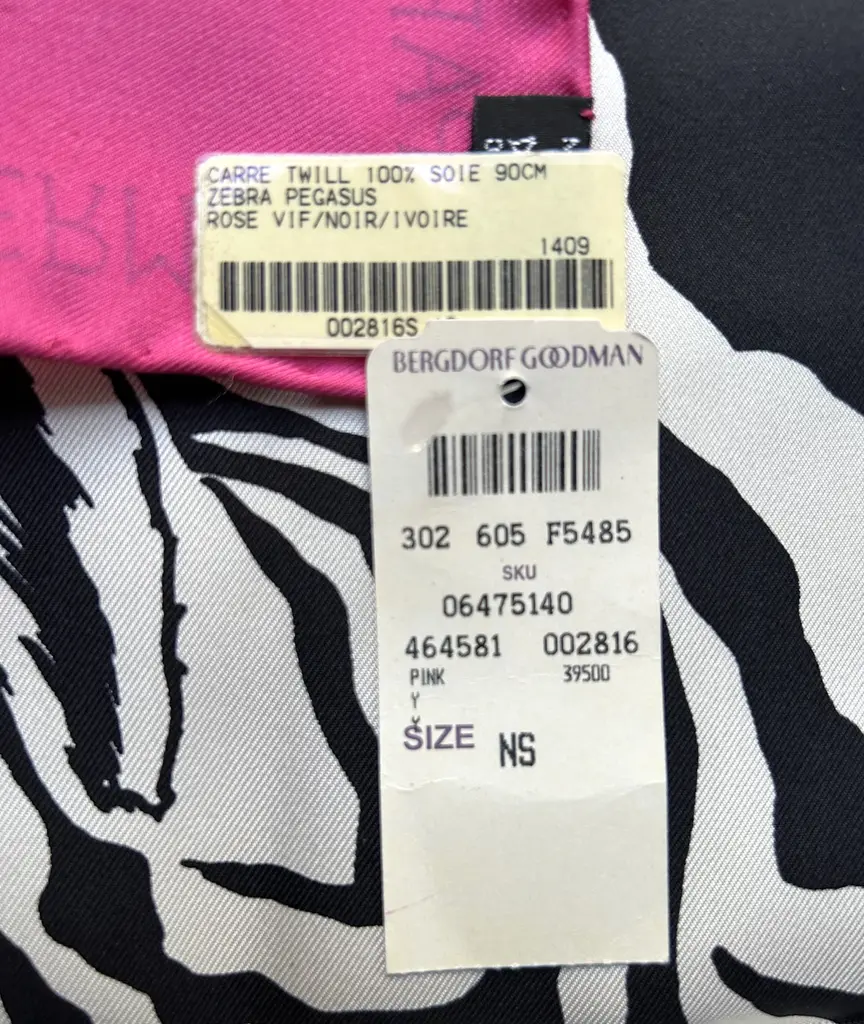 CARRE TWILL 100% SOIE 90CM
ZEBRA PEGASUS
ROSE VIF/NOIR/IVOIRE
1409
002816S
BERGDORF GOODMAN
302 605 F5485
SKU
06475140
464581 002816
PINK 39500
Y
Y
SIZE NS